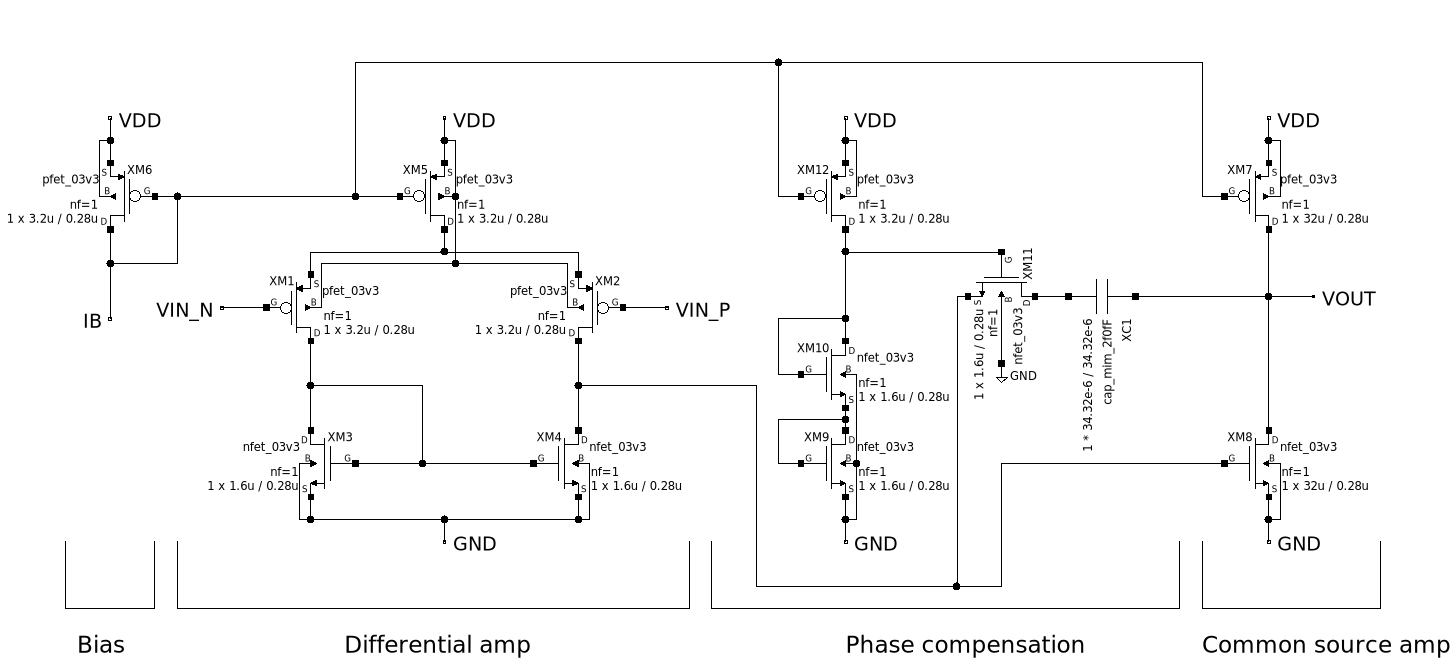 VDD
XM6
pfet_03v3
S
G
B
nf=1
1 x 3.2u / 0.28u
D
IB
VDD
XM5
S
pfet_03v3
G
B
nf=1
1 x 3.2u / 0.28u
D
XM1
S
pfet_03v3
G
B
VIN_N
nf=1
1 x 3.2u / 0.28u
D
XM2
S
pfet_03v3
B
G
VIN_P
nf=1
1 x 3.2u / 0.28u
D
XM3
D
nfet_03v3
B
G
nf=1
1 x 1.6u / 0.28u
S
XM4
D
nfet_03v3
G
B
nf=1
1 x 1.6u / 0.28u
S
GND
VDD
XM12
S
pfet_03v3
G
B
nf=1
1 x 3.2u / 0.28u
D
XM10
D
nfet_03v3
G
B
nf=1
1 x 1.6u / 0.28u
S
XM9
D
nfet_03v3
G
B
nf=1
1 x 1.6u / 0.28u
S
GND
G
XM11
S
B
D
1 x 1.6u / 0.28u
nf=1
nfet_03v3
GND
1 * 34.32e-6 / 34.32e-6
cap_mim_2f0fF
XC1
VDD
XM7
S
pfet_03v3
G
B
nf=1
1 x 32u / 0.28u
D
VOUT
XM8
D
nfet_03v3
G
B
nf=1
1 x 32u / 0.28u
S
GND
Bias
Differential amp
Phase compensation
Common source amp